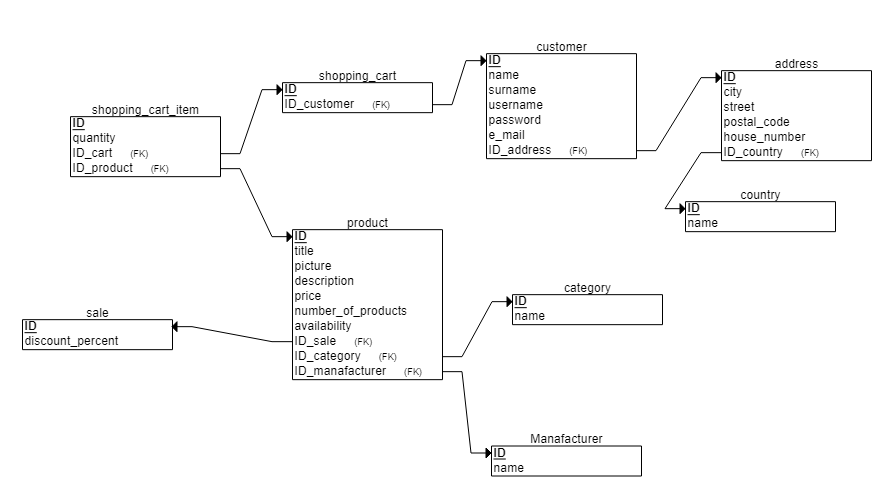 shopping_cart_item
ID
quantity
ID_cart (FK)
ID_product (FK)
shopping_cart
ID
ID_customer (FK)
customer
ID
name
surname
username
password
e_mail
ID_address (FK)
address
ID
city
street
postal_code
house_number
ID_country (FK)
country
ID
name
product
ID
title
picture
description
price
number_of_products
availability
ID_sale (FK)
ID_category (FK)
ID_manafacturer (FK)
sale
ID
discount_percent
category
ID
name
Manafacturer
ID
name